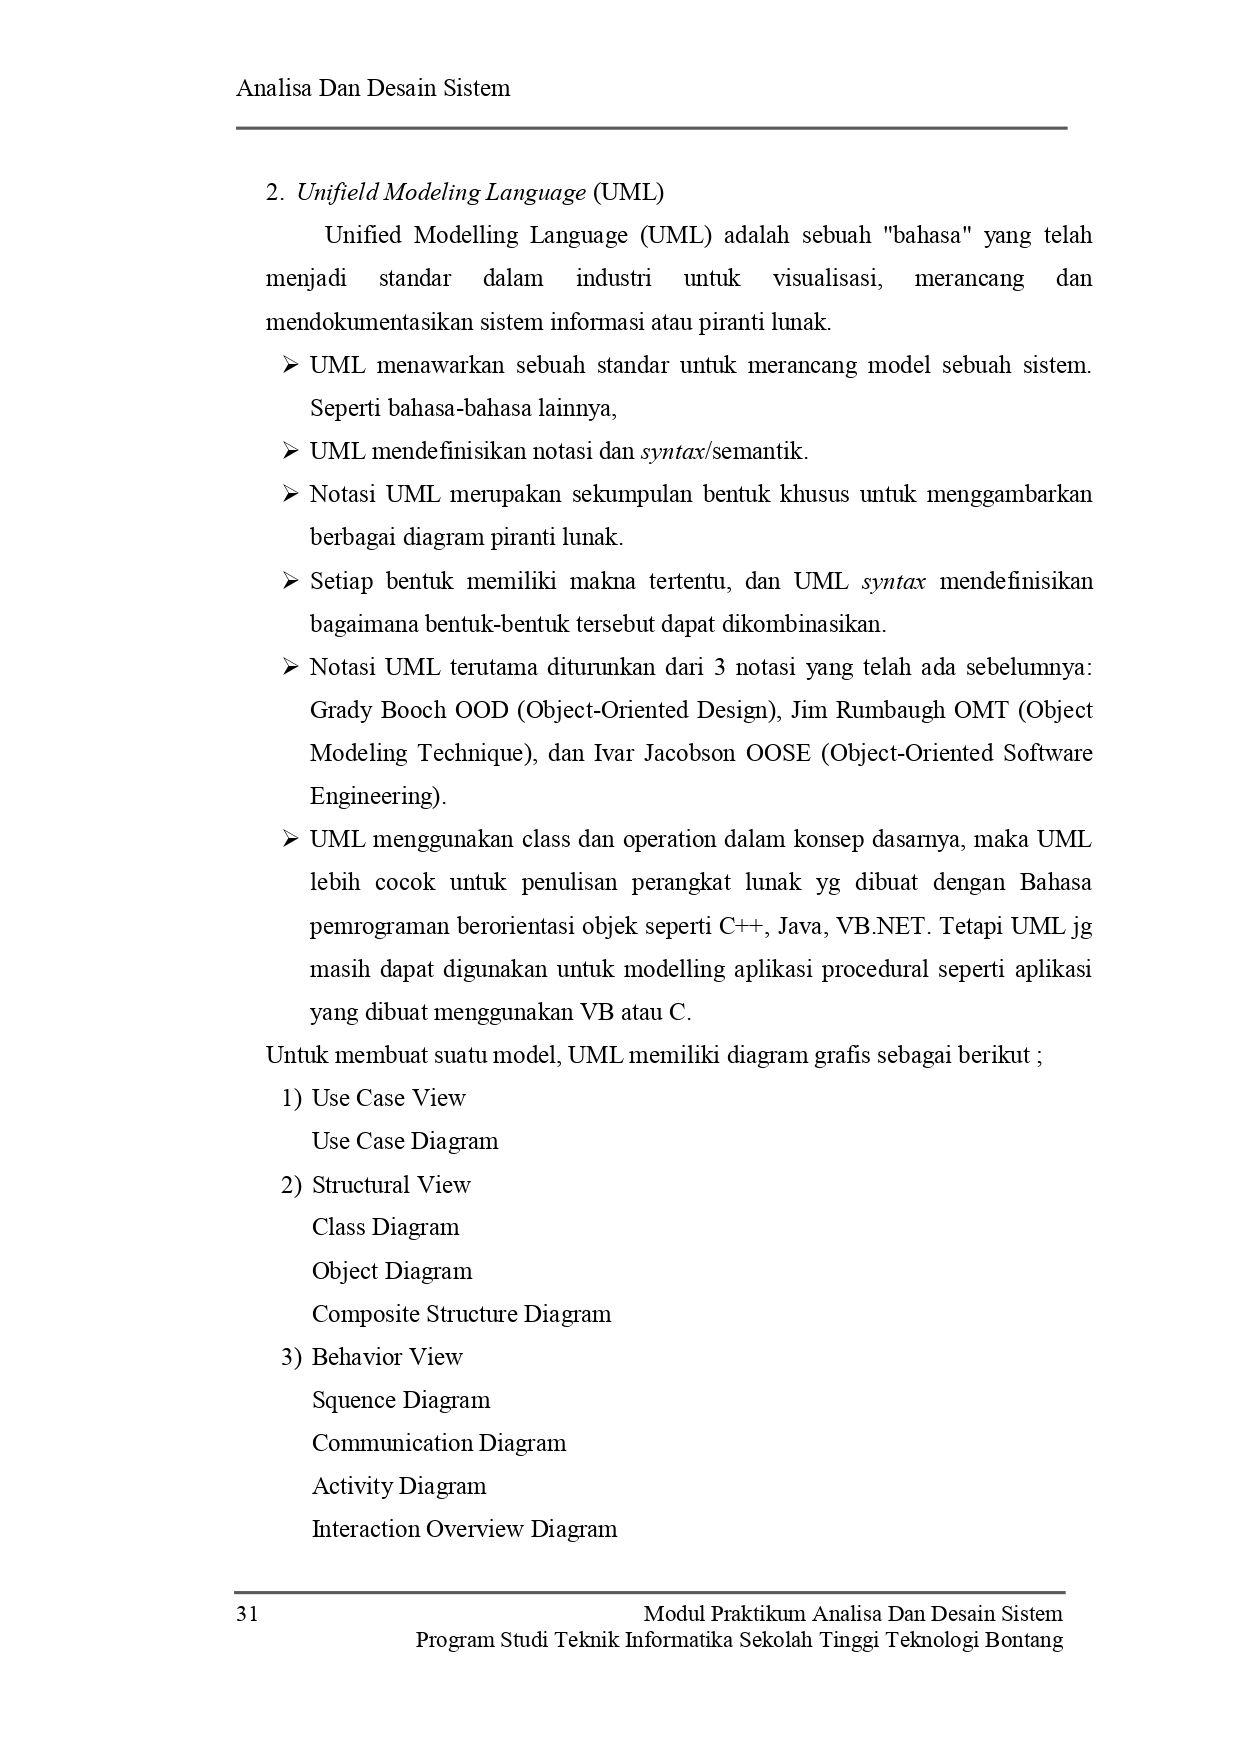 Analisa Dan Desain Sistem
2. Unifield Modeling Language (UML)
Unified Modelling Language (UML) adalah sebuah "bahasa" yang telah
menjadi standar dalam industri untuk visualisasi, merancang dan
mendokumentasikan sistem informasi atau piranti lunak.
➢ UML menawarkan sebuah standar untuk merancang model sebuah sistem.
Seperti bahasa-bahasa lainnya,
➢ UML mendefinisikan notasi dan syntax/semantik.
➢ Notasi UML merupakan sekumpulan bentuk khusus untuk menggambarkan
berbagai diagram piranti lunak.
➢ Setiap bentuk memiliki makna tertentu, dan UML syntax mendefinisikan
bagaimana bentuk-bentuk tersebut dapat dikombinasikan.
➢ Notasi UML terutama diturunkan dari 3 notasi yang telah ada sebelumnya:
Grady Booch OOD (Object-Oriented Design), Jim Rumbaugh OMT (Object
Modeling Technique), dan Ivar Jacobson OOSE (Object-Oriented Software
Engineering).
➢ UML menggunakan class dan operation dalam konsep dasarnya, maka UML
lebih cocok untuk penulisan perangkat lunak yg dibuat dengan Bahasa
pemrograman berorientasi objek seperti C++, Java, VB.NET. Tetapi UML jg
masih dapat digunakan untuk modelling aplikasi procedural seperti aplikasi
yang dibuat menggunakan VB atau C.
Untuk membuat suatu model, UML memiliki diagram grafis sebagai berikut ;
1) Use Case View
Use Case Diagram
2) Structural View
Class Diagram
Object Diagram
Composite Structure Diagram
3) Behavior View
Squence Diagram
Communication Diagram
Activity Diagram
Interaction Overview Diagram
31 Modul Praktikum Analisa Dan Desain Sistem
Program Studi Teknik Informatika Sekolah Tinggi Teknologi Bontang